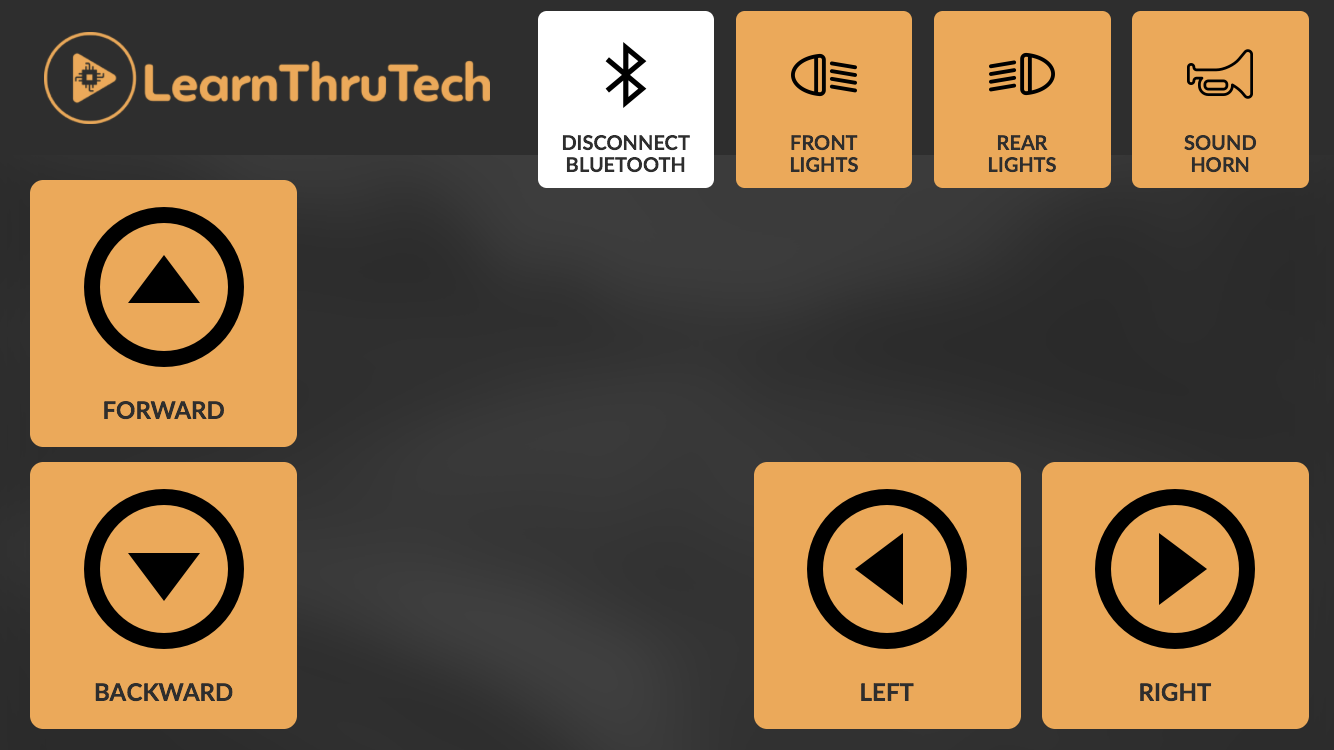 LearnThruTech
DISCONNECT
BLUETOOTH
FRONT
LIGHTS
REAR
LIGHTS
SOUND
HORN
FORWARD
BACKWARD
LEFT
RIGHT